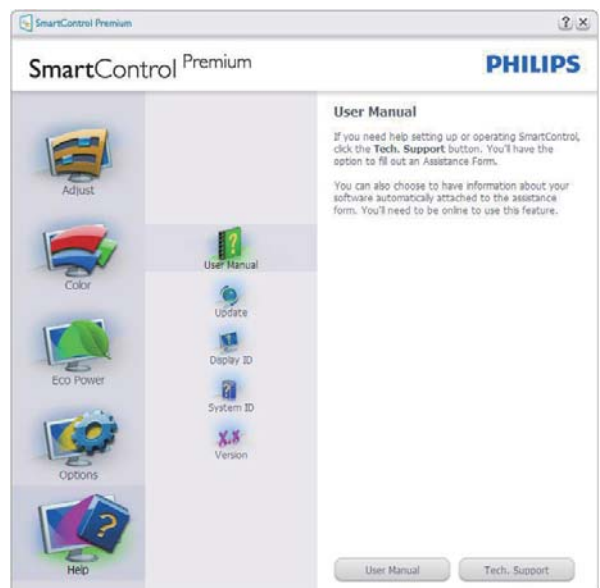 SmartControl Premium
SmartControl Premium
PHILIPS
Adjust
Color
Eco Power
Options
Help
User Manual
Update
Display ID
System ID
X.X
Version
User Manual
If you need help setting up or operating SmartControl,
click the Tech. Support button. You'll have the
option to fill out an Assistance Form.
You can also choose to have information about your
software automatically attached to the assistance
form. You'll need to be online to use this feature.
User Manual
Tech. Support